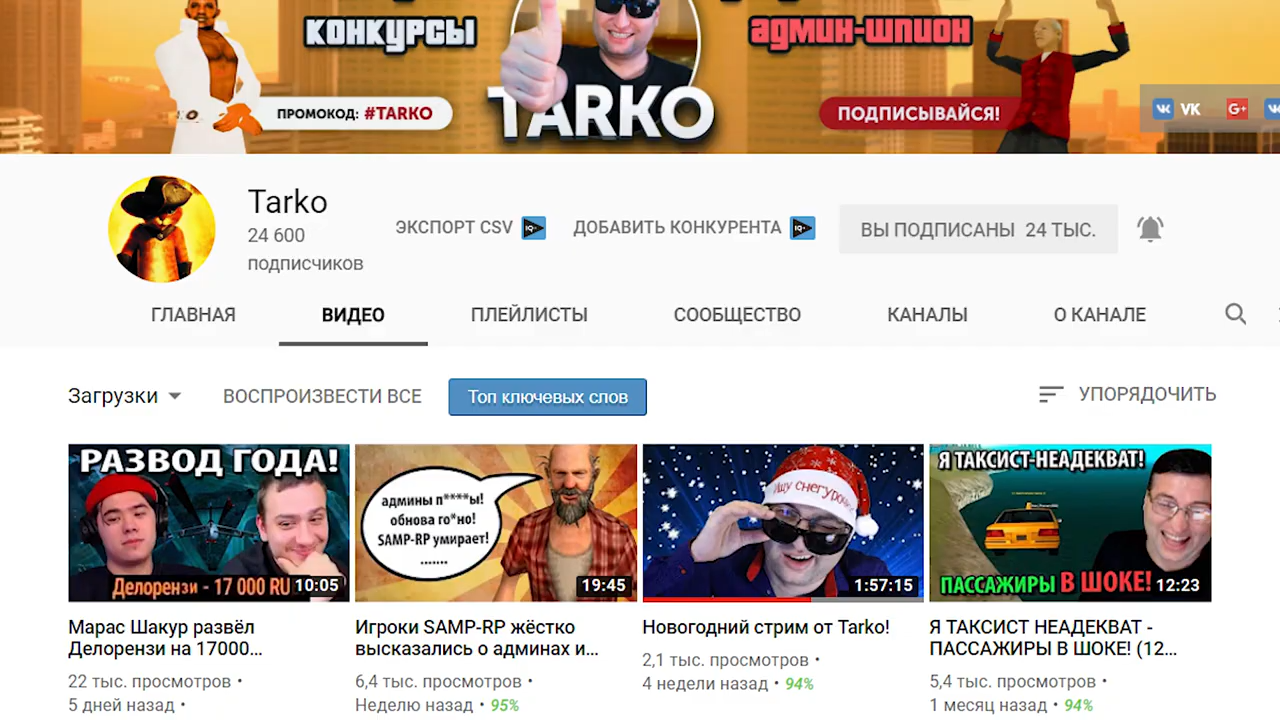 КОНКУРСЫ
админ-шпион
ПРОМОКОД: #TARKO
TARKO
ПОДПИСЫВАЙСЯ!
VK
G+
Tarko
24 600
подписчиков
ЭКСПОРТ CSV
ДОБАВИТЬ КОНКУРЕНТА
ВЫ ПОДПИСАНЫ 24 ТЫС.
ГЛАВНАЯ
ВИДЕО
ПЛЕЙЛИСТЫ
СООБЩЕСТВО
КАНАЛЫ
О КАНАЛЕ
Загрузки
ВОСПРОИЗВЕСТИ ВСЕ
Топ ключевых слов
УПОРЯДОЧИТЬ
РАЗВОД ГОДА!
Делорензи - 17 000 RU
10:05
админы п****ы!
обнова го*но!
SAMP-RP умирает!
.......
19:45
Ищу снегуроч
1:57:15
Я ТАКСИСТ-НЕАДЕКВАТ!
ПАССАЖИРЫ В ШОКЕ!
12:23
Марас Шакур развёл
Делорензи на 17000...
22 тыс. просмотров •
5 дней назад •
Игроки SAMP-RP жёстко
высказались о админах и...
6,4 тыс. просмотров •
Неделю назад • 95%
Новогодний стрим от Tarko!
2,1 тыс. просмотров •
4 недели назад • 94%
Я ТАКСИСТ НЕАДЕКВАТ -
ПАССАЖИРЫ В ШОКЕ! (12...
5,4 тыс. просмотров •
1 месяц назад • 94%